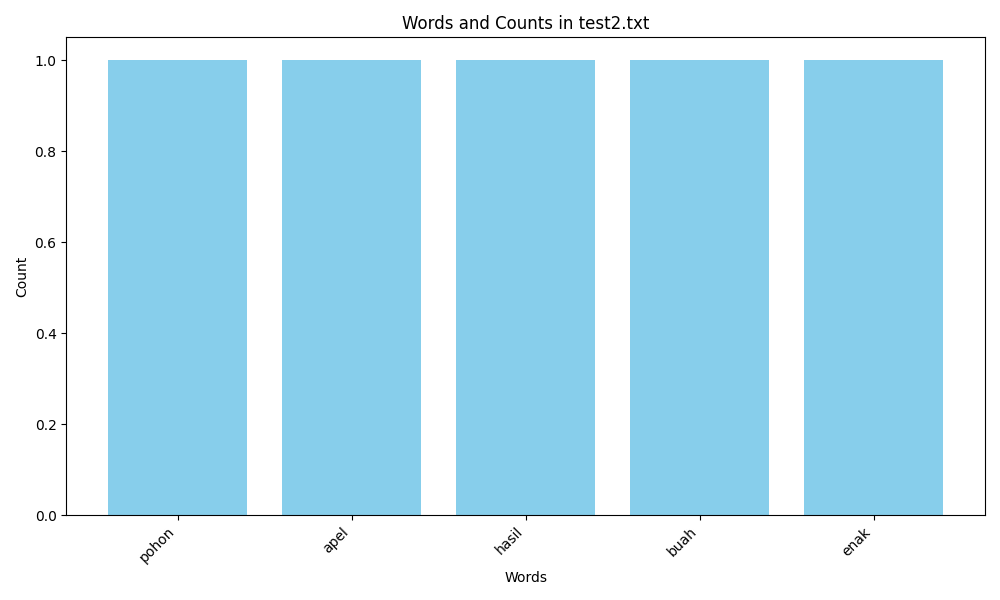 Words and Counts in test2.txt
1.0
0.8
0.6
0.4
0.2
0.0
Count
pohon
apel
hasil
buah
enak
Words